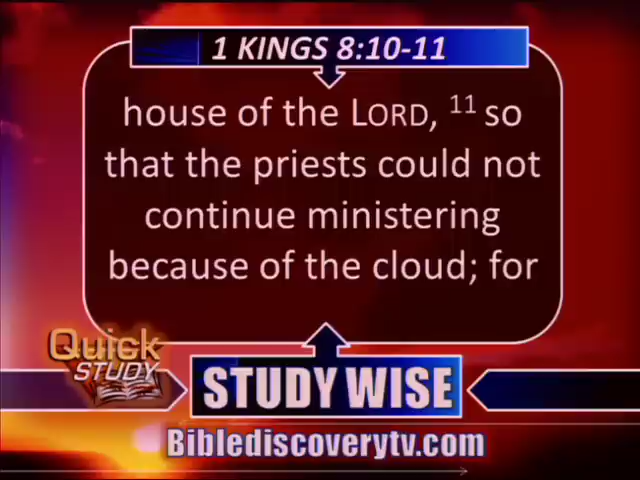 1 KINGS 8:10-11
house of the LORD, 11 so
that the priests could not
continue ministering
because of the cloud; for
Quick
STUDY
STUDY WISE
Biblediscoverytv.com